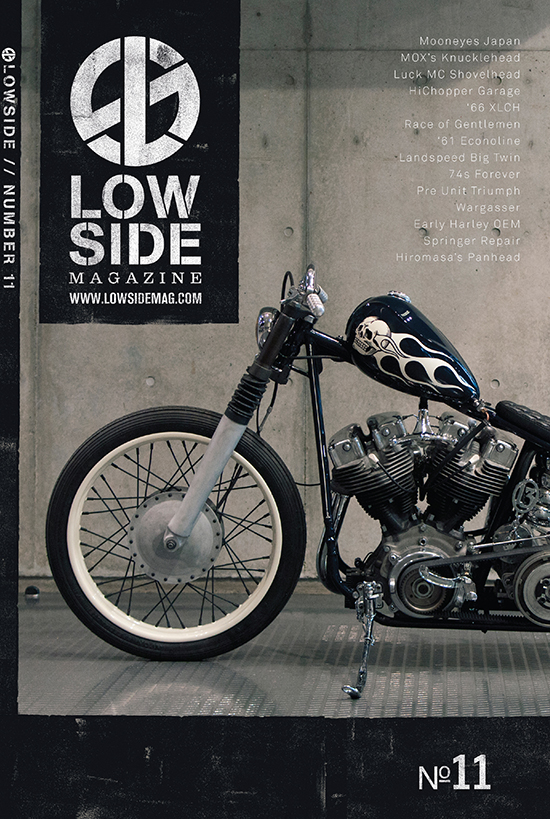 LOWSIDE // NUMBER 11
LOW
SIDE
MAGAZINE
WWW.LOWSIDEMAG.COM
Mooneyes Japan
MOX's Knucklehead
Luck MC Shovelhead
HiChopper Garage
'66 XLCH
Race of Gentlemen
'61 Econoline
Landspeed Big Twin
74s Forever
Pre Unit Triumph
Wargasser
Early Harley OEM
Springer Repair
Hiromasa's Panhead
Nº11